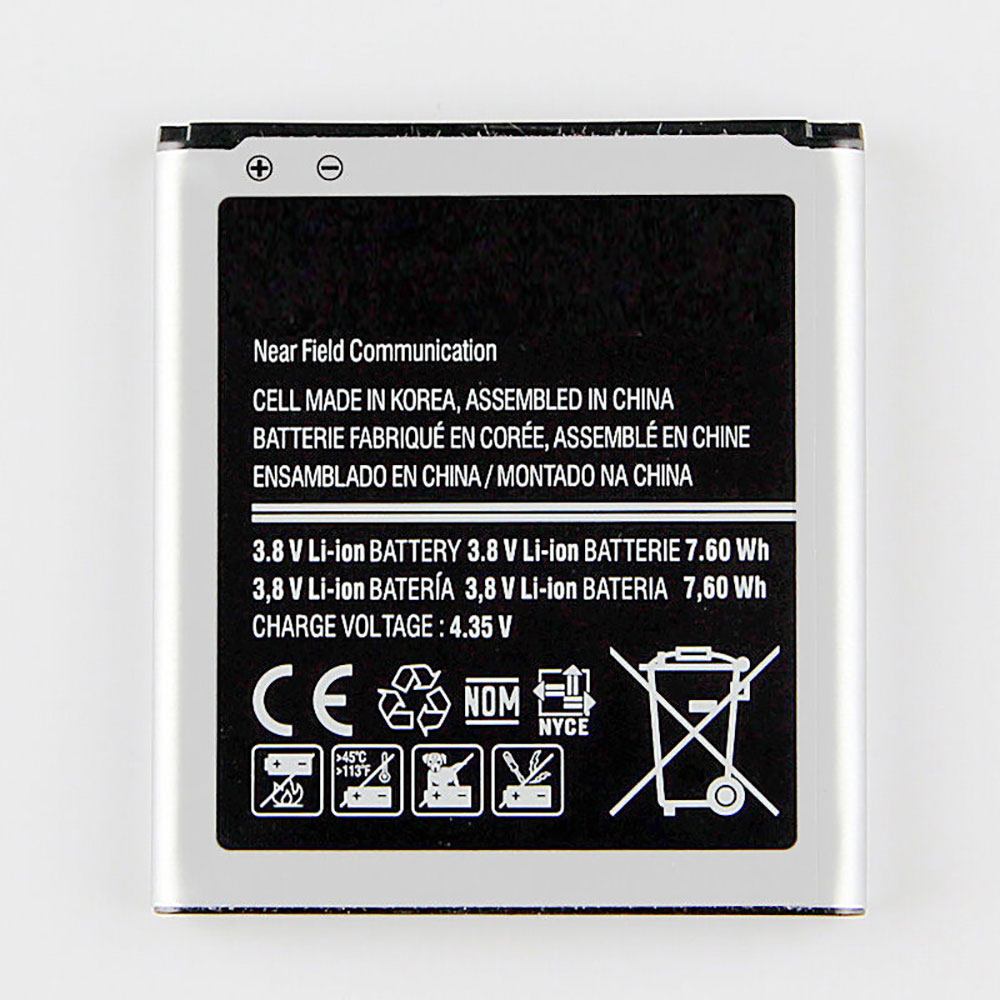 Near Field Communication
CELL MADE IN KOREA, ASSEMBLED IN CHINA
BATTERIE FABRIQUÉ EN CORÉE, ASSEMBLÉ EN CHINE
ENSAMBLADO EN CHINA / MONTADO NA CHINA
3.8 V Li-ion BATTERY 3.8 V Li-ion BATTERIE 7.60 Wh
3,8 V Li-ion BATERÍA 3,8 V Li-ion BATERIA 7,60 Wh
CHARGE VOLTAGE : 4.35 V
CE NOM NYCE
>45°C
>113°F